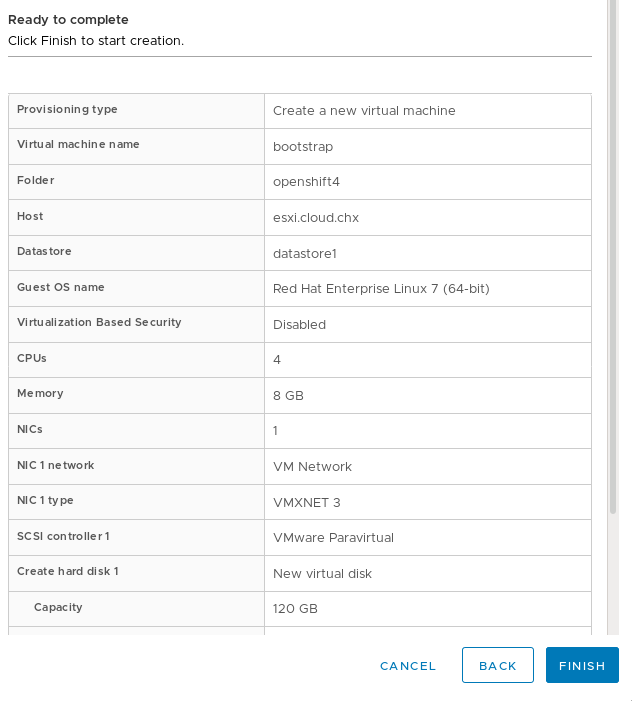 Ready to complete
Click Finish to start creation.
Provisioning type Create a new virtual machine
Virtual machine name bootstrap
Folder openshift4
Host esxi.cloud.chx
Datastore datastore1
Guest OS name Red Hat Enterprise Linux 7 (64-bit)
Virtualization Based Security Disabled
CPUs 4
Memory 8 GB
NICs 1
NIC 1 network VM Network
NIC 1 type VMXNET 3
SCSI controller 1 VMware Paravirtual
Create hard disk 1 New virtual disk
Capacity 120 GB
CANCEL BACK FINISH